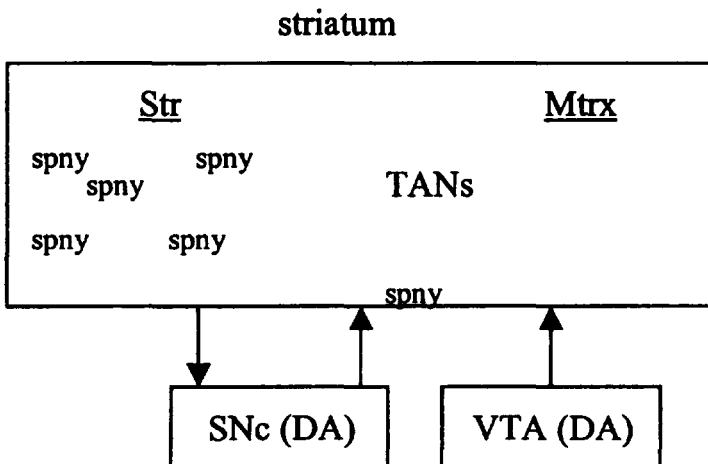 striatum
Str Mtrx
spny spny
spny TANs
spny spny
spny
SNc (DA) VTA (DA)